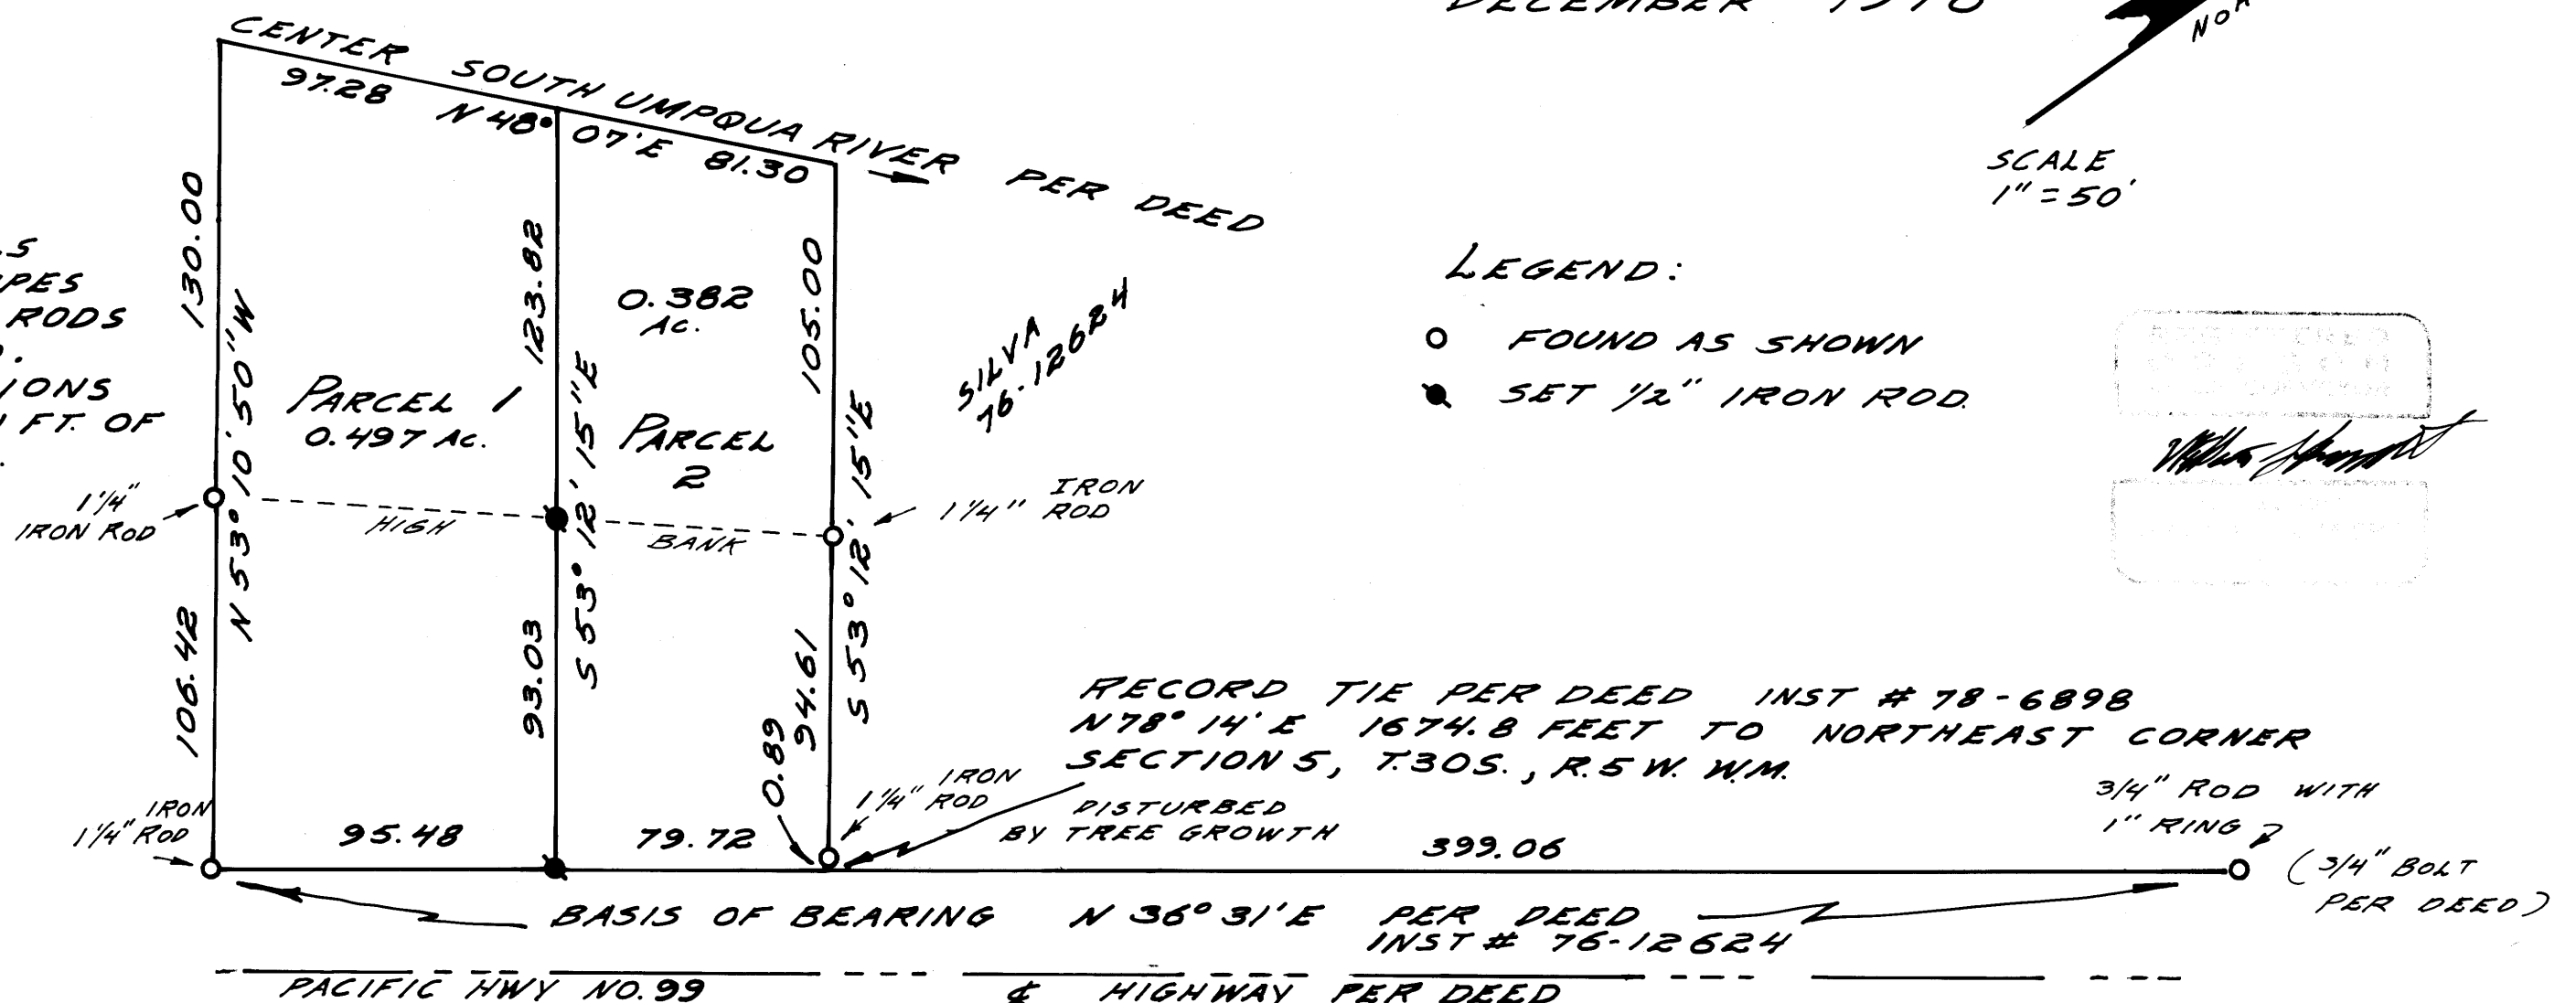 DECEMBER 1978
CENTER SOUTH UMPQUA RIVER PER DEED
97.28 N 48° 07' E 81.30
SCALE
1" = 50'
130.00
123.82
105.00
0.382
AC.
PARCEL 1
0.497 AC.
PARCEL
2
N 53° 10' 50" W
S 53° 12' 15" E
S 53° 12' 15" E
SILVA
76-12624
RODS
IONS
FT. OF
LEGEND:
FOUND AS SHOWN
SET 1/2" IRON ROD.
1 1/4"
IRON ROD
HIGH BANK
1 1/4" IRON
ROD
106.42
93.03
94.61
0.89
RECORD TIE PER DEED INST # 78-6898
N 78° 14' E 1674.8 FEET TO NORTHEAST CORNER
SECTION 5, T.30S., R.5 W. W.M.
1 1/4" IRON
ROD
DISTURBED
BY TREE GROWTH
3/4" ROD WITH
1" RING
(3/4" BOLT
PER DEED)
IRON
1 1/4" ROD
95.48
79.72
399.06
BASIS OF BEARING N 36° 31' E PER DEED
INST # 76-12624
PACIFIC HWY NO. 99
℄ HIGHWAY PER DEED